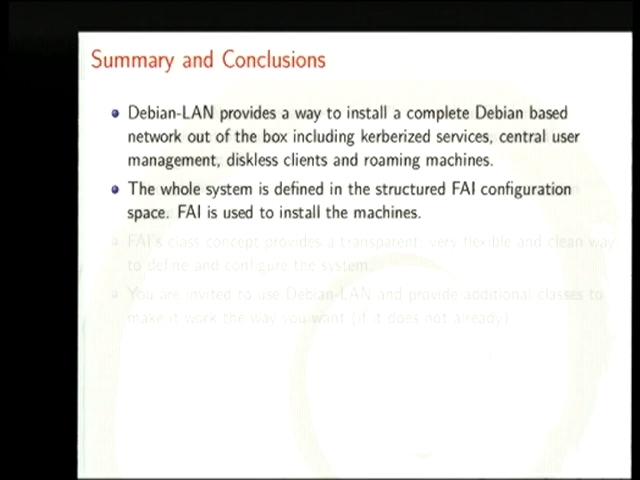 Summary and Conclusions
Debian-LAN provides a way to install a complete Debian based
network out of the box including kerberized services, central user
management, diskless clients and roaming machines.
The whole system is defined in the structured FAI configuration
space. FAI is used to install the machines.
FAI's class concept provides a transparent, very flexible and clean way
to define and configure the system.
You are invited to use Debian-LAN and provide additional classes to
make it work the way you want (if it does not already)